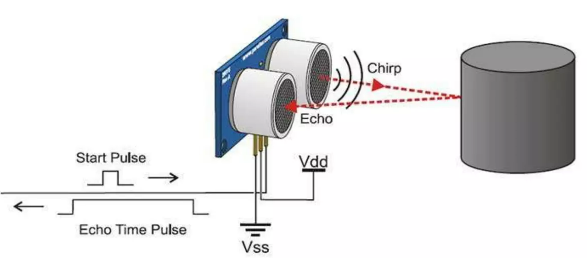 Chirp
Echo
Start Pulse
Vdd
Echo Time Pulse
Vss